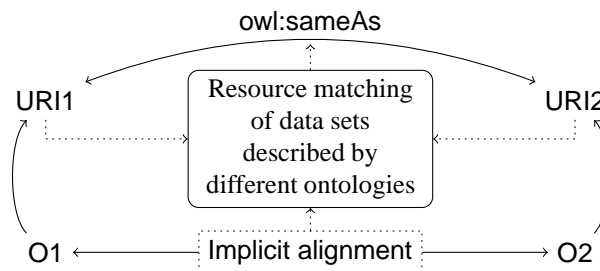 owl:sameAs
URI1
Resource matching
of data sets
described by
different ontologies
URI2
O1
Implicit alignment
O2